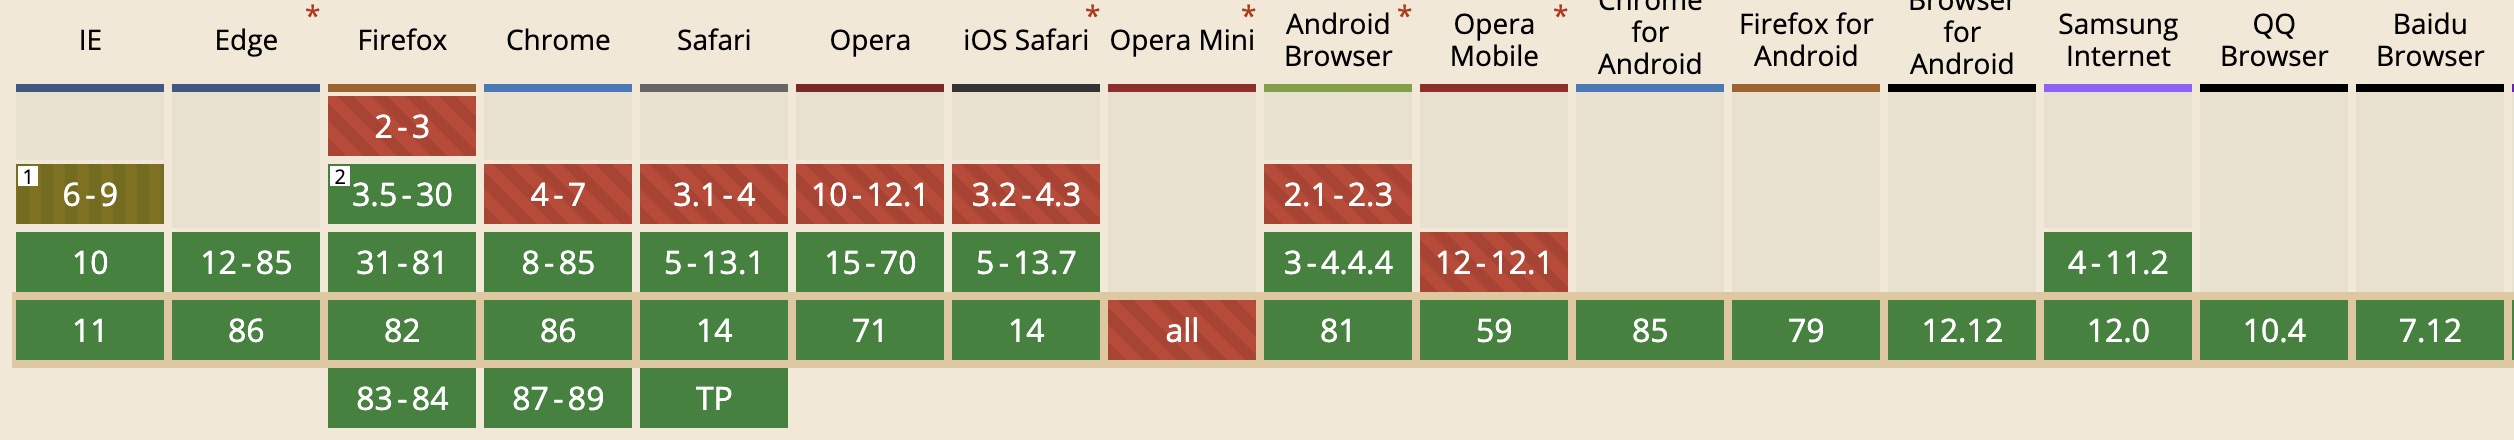 IE
Edge *
Firefox
Chrome
Safari
Opera
iOS Safari *
Opera Mini *
Android *
Browser
Opera *
Mobile
Chrome
for
Android
Firefox for
Android
Browser
for
Android
Samsung
Internet
QQ
Browser
Baidu
Browser
2-3
1 6-9
2 3.5-30
4-7
3.1-4
10-12.1
3.2-4.3
2.1-2.3
10
12-85
31-81
8-85
5-13.1
15-70
5-13.7
3-4.4.4
12-12.1
4-11.2
11
86
82
86
14
71
14
all
81
59
85
79
12.12
12.0
10.4
7.12
83-84
87-89
TP